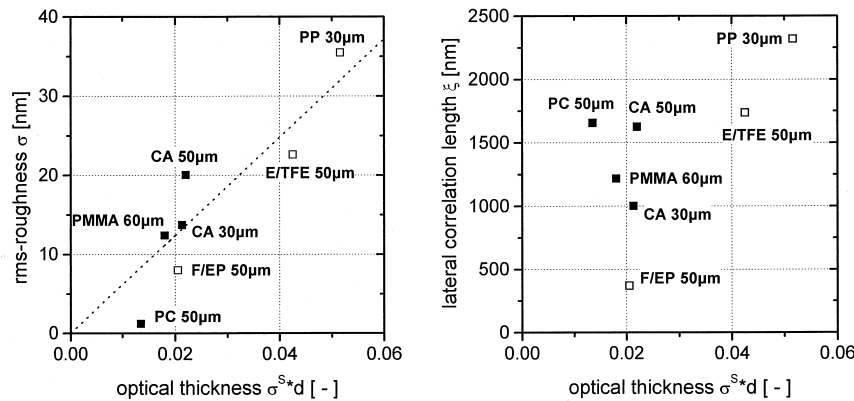 40
30
20
10
0
rms-roughness σ [nm]
PP 30µm
CA 50µm
E/TFE 50µm
PMMA 60µm
CA 30µm
F/EP 50µm
PC 50µm
0.00
0.02
0.04
0.06
optical thickness σˢ*d [ - ]
2500
2000
1500
1000
500
0
lateral correlation length ξ [nm]
PP 30µm
PC 50µm
CA 50µm
E/TFE 50µm
PMMA 60µm
CA 30µm
F/EP 50µm
0.00
0.02
0.04
0.06
optical thickness σˢ*d [ - ]